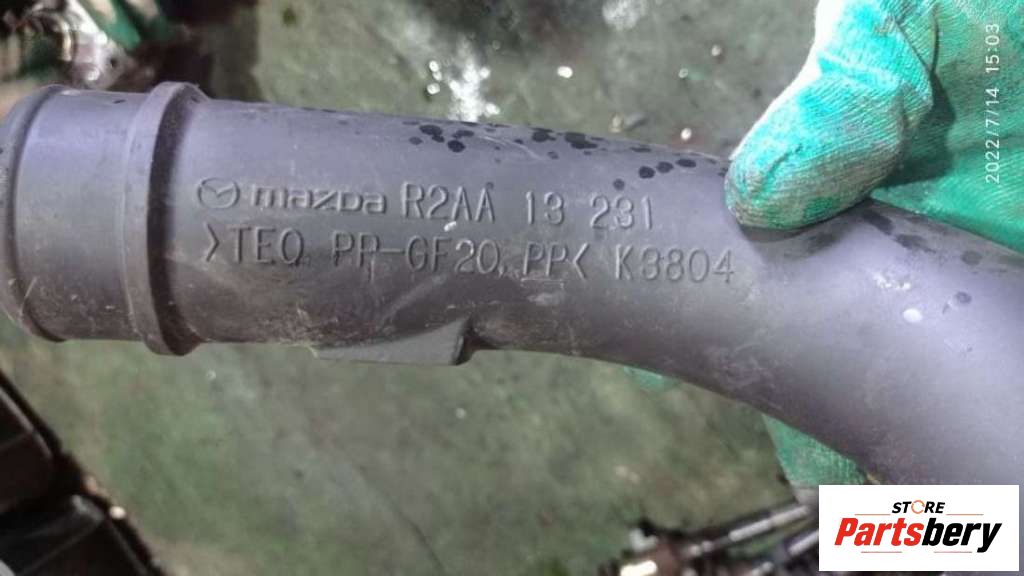 mazda R2AA 13 231
>TEO PP-GF20, PP< K3804
2022/7/14 15:03
STORE
Partsbery